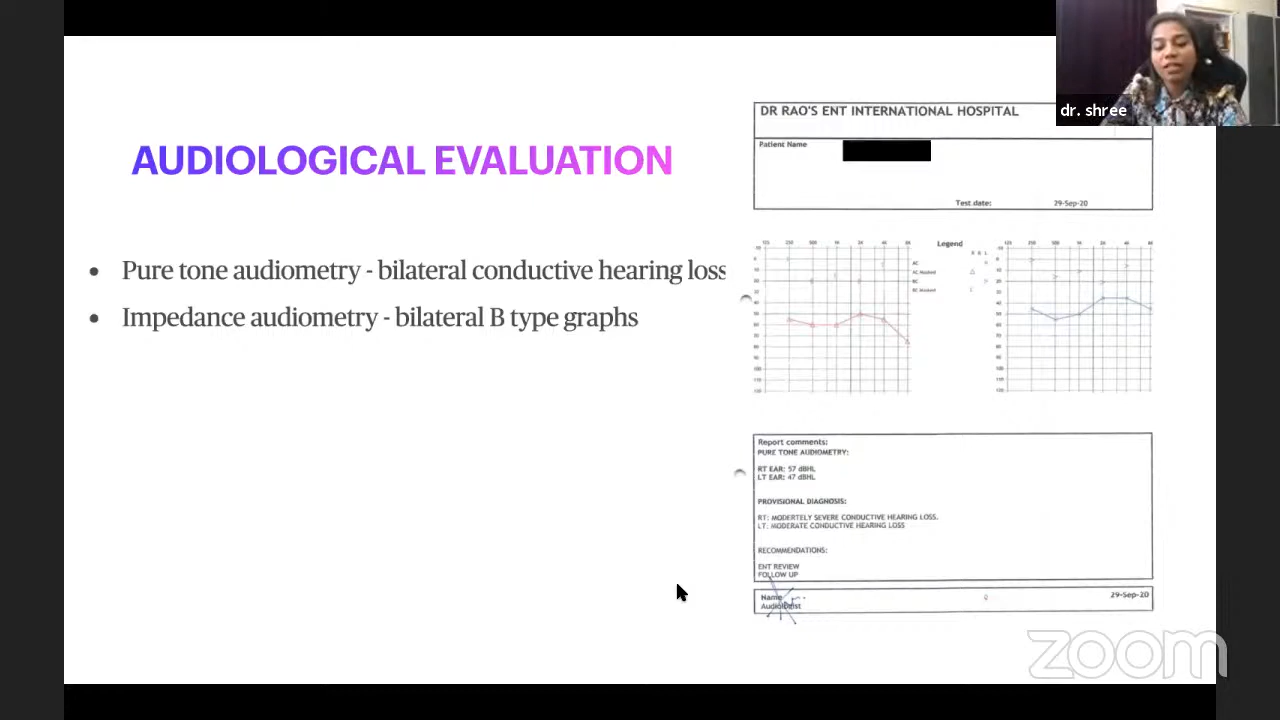 dr. shree
AUDIOLOGICAL EVALUATION
• Pure tone audiometry - bilateral conductive hearing loss
• Impedance audiometry - bilateral B type graphs
DR RAO'S ENT INTERNATIONAL HOSPITAL
Patient Name
Test date: 29-Sep-20
Legend
Report comments:
PURE TONE AUDIOMETRY:
RT EAR: 57 dBHL
LT EAR: 47 dBHL
PROVISIONAL DIAGNOSIS:
RT: MODERTELY SEVERE CONDUCTIVE HEARING LOSS.
LT: MODERATE CONDUCTIVE HEARING LOSS
RECOMMENDATIONS:
ENT REVIEW
FOLLOW UP
Name 29-Sep-20
Audiologist
zoom